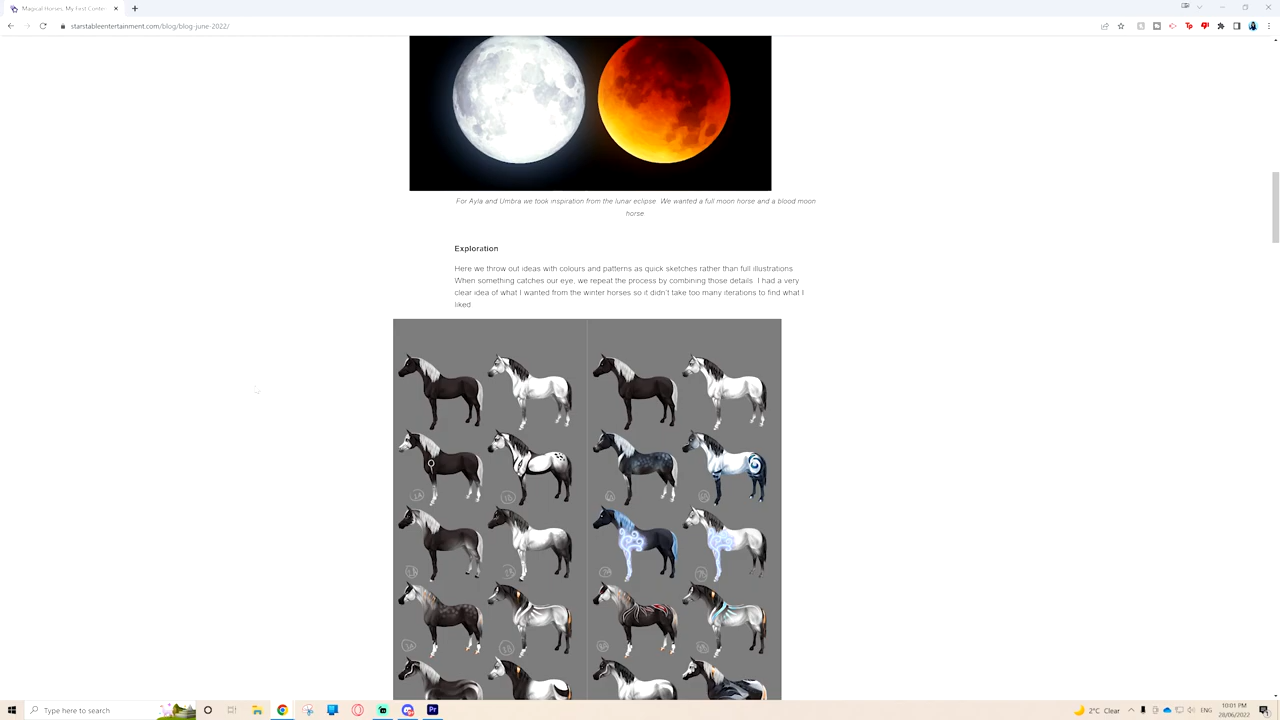 Magical Horses, My First Conte
starstableentertainment.com/blog/blog-june-2022/
For Ayla and Umbra we took inspiration from the lunar eclipse. We wanted a full moon horse and a blood moon
horse
Exploration
Here we throw out ideas with colours and patterns as quick sketches rather than full illustrations.
When something catches our eye, we repeat the process by combining those details. I had a very
clear idea of what I wanted from the winter horses so it didn't take too many iterations to find what I
liked.
Type here to search
2°C Clear
ENG
10:01 PM
28/06/2022